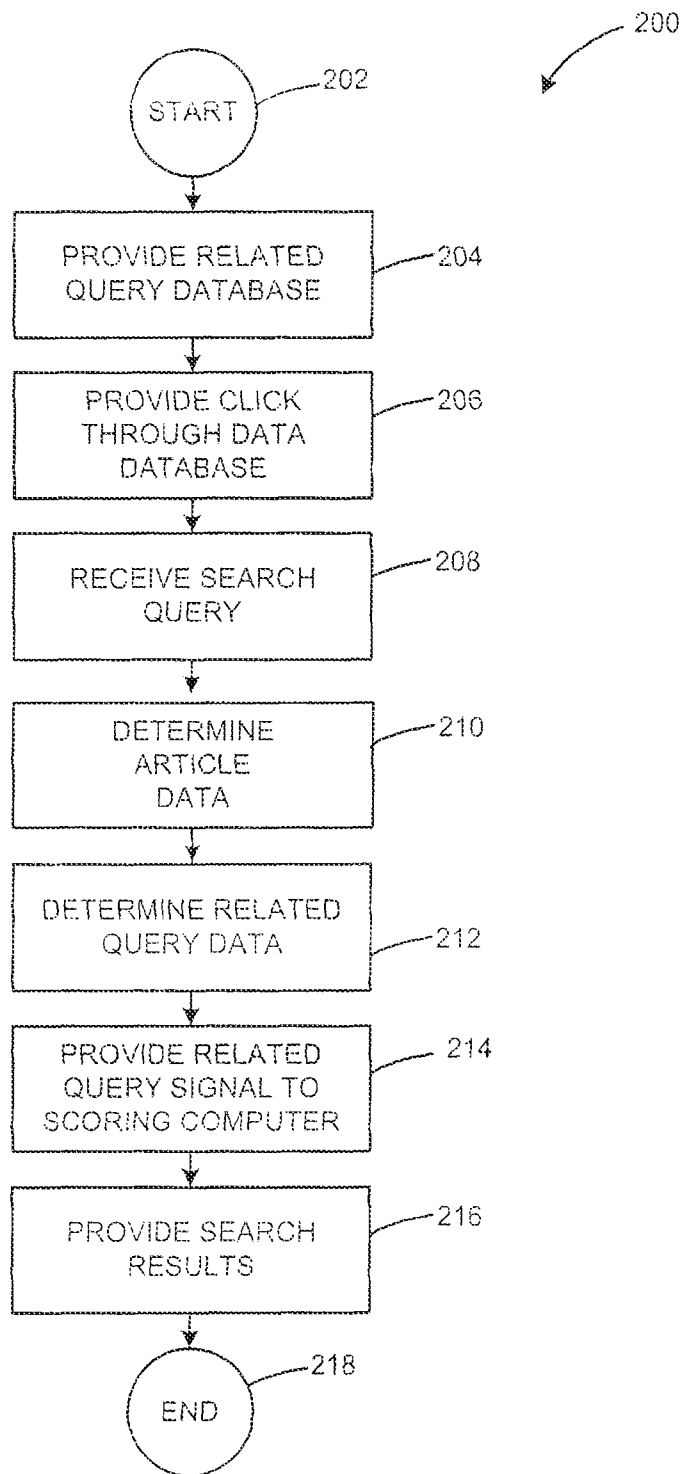 200
START
202
PROVIDE RELATED
QUERY DATABASE
204
PROVIDE CLICK
THROUGH DATA
DATABASE
206
RECEIVE SEARCH
QUERY
208
DETERMINE
ARTICLE
DATA
210
DETERMINE RELATED
QUERY DATA
212
PROVIDE RELATED
QUERY SIGNAL TO
SCORING COMPUTER
214
PROVIDE SEARCH
RESULTS
216
END
218